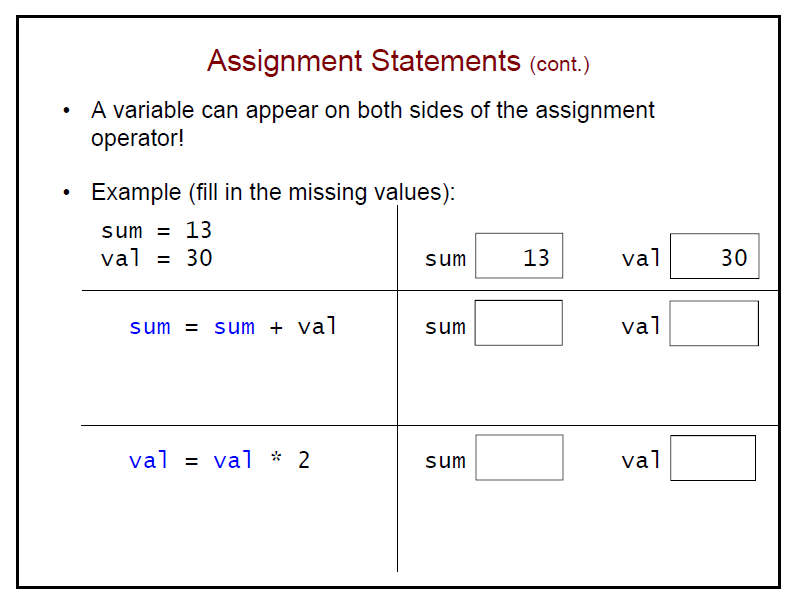 Assignment Statements (cont.)
• A variable can appear on both sides of the assignment
operator!
• Example (fill in the missing values):
sum = 13
val = 30
sum 13 val 30
sum = sum + val
sum val
val = val * 2
sum val